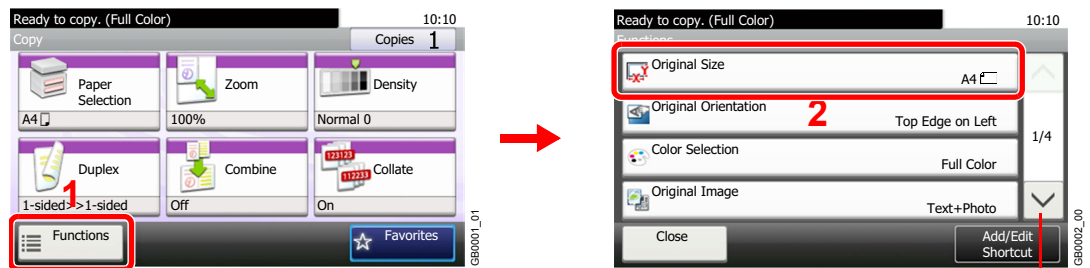 Ready to copy. (Full Color) 10:10
Copy Copies 1
Paper Selection
A4
Zoom
100%
Density
Normal 0
Duplex
1-sided>>1-sided
Combine
Off
123123
112233
Collate
On
1
Functions
Favorites
GB0001_01
Ready to copy. (Full Color) 10:10
Functions
Original Size
A4
2
Original Orientation
Top Edge on Left
1/4
Color Selection
Full Color
Original Image
Text+Photo
Close
Add/Edit
Shortcut
GB0002_00